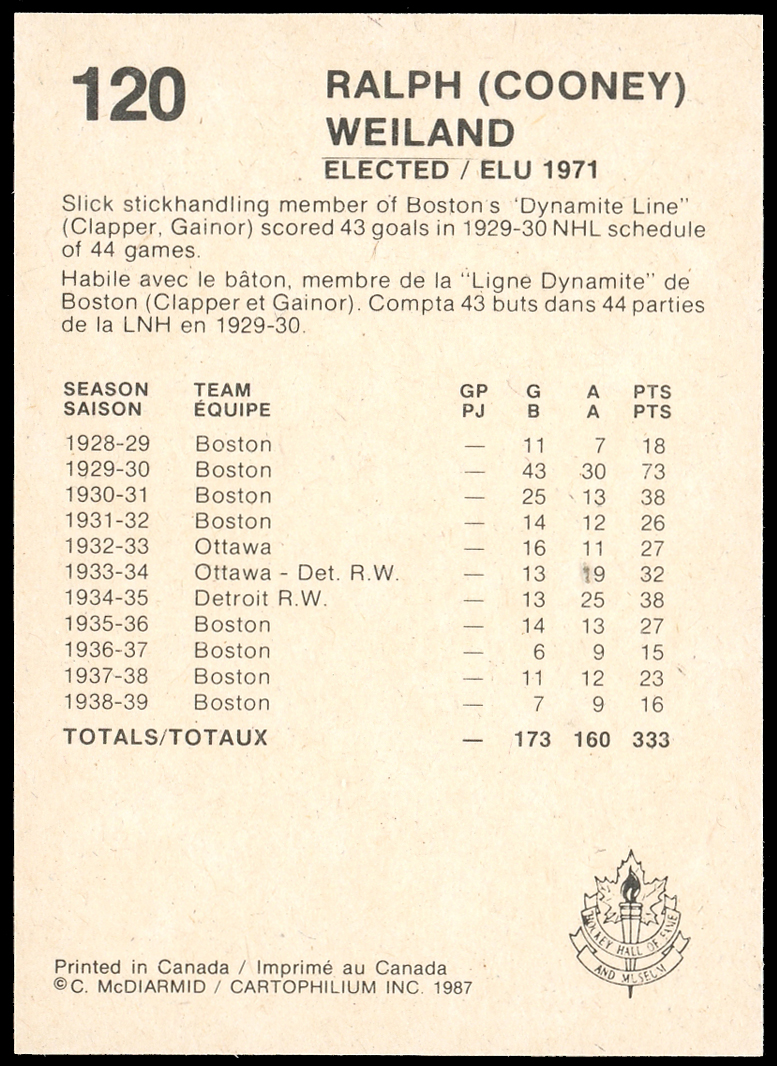 120
RALPH (COONEY)
WEILAND
ELECTED / ELU 1971
Slick stickhandling member of Boston's 'Dynamite Line"
(Clapper, Gainor) scored 43 goals in 1929-30 NHL schedule
of 44 games.
Habile avec le bâton, membre de la "Ligne Dynamite" de
Boston (Clapper et Gainor). Compta 43 buts dans 44 parties
de la LNH en 1929-30.
SEASON TEAM GP G A PTS
SAISON ÉQUIPE PJ B A PTS
1928-29 Boston — 11 7 18
1929-30 Boston — 43 30 73
1930-31 Boston — 25 13 38
1931-32 Boston — 14 12 26
1932-33 Ottawa — 16 11 27
1933-34 Ottawa - Det. R.W. — 13 19 32
1934-35 Detroit R.W. — 13 25 38
1935-36 Boston — 14 13 27
1936-37 Boston — 6 9 15
1937-38 Boston — 11 12 23
1938-39 Boston — 7 9 16
TOTALS/TOTAUX — 173 160 333
HOCKEY HALL OF FAME
AND MUSEUM
Printed in Canada / Imprimé au Canada
©C. McDIARMID / CARTOPHILIUM INC. 1987